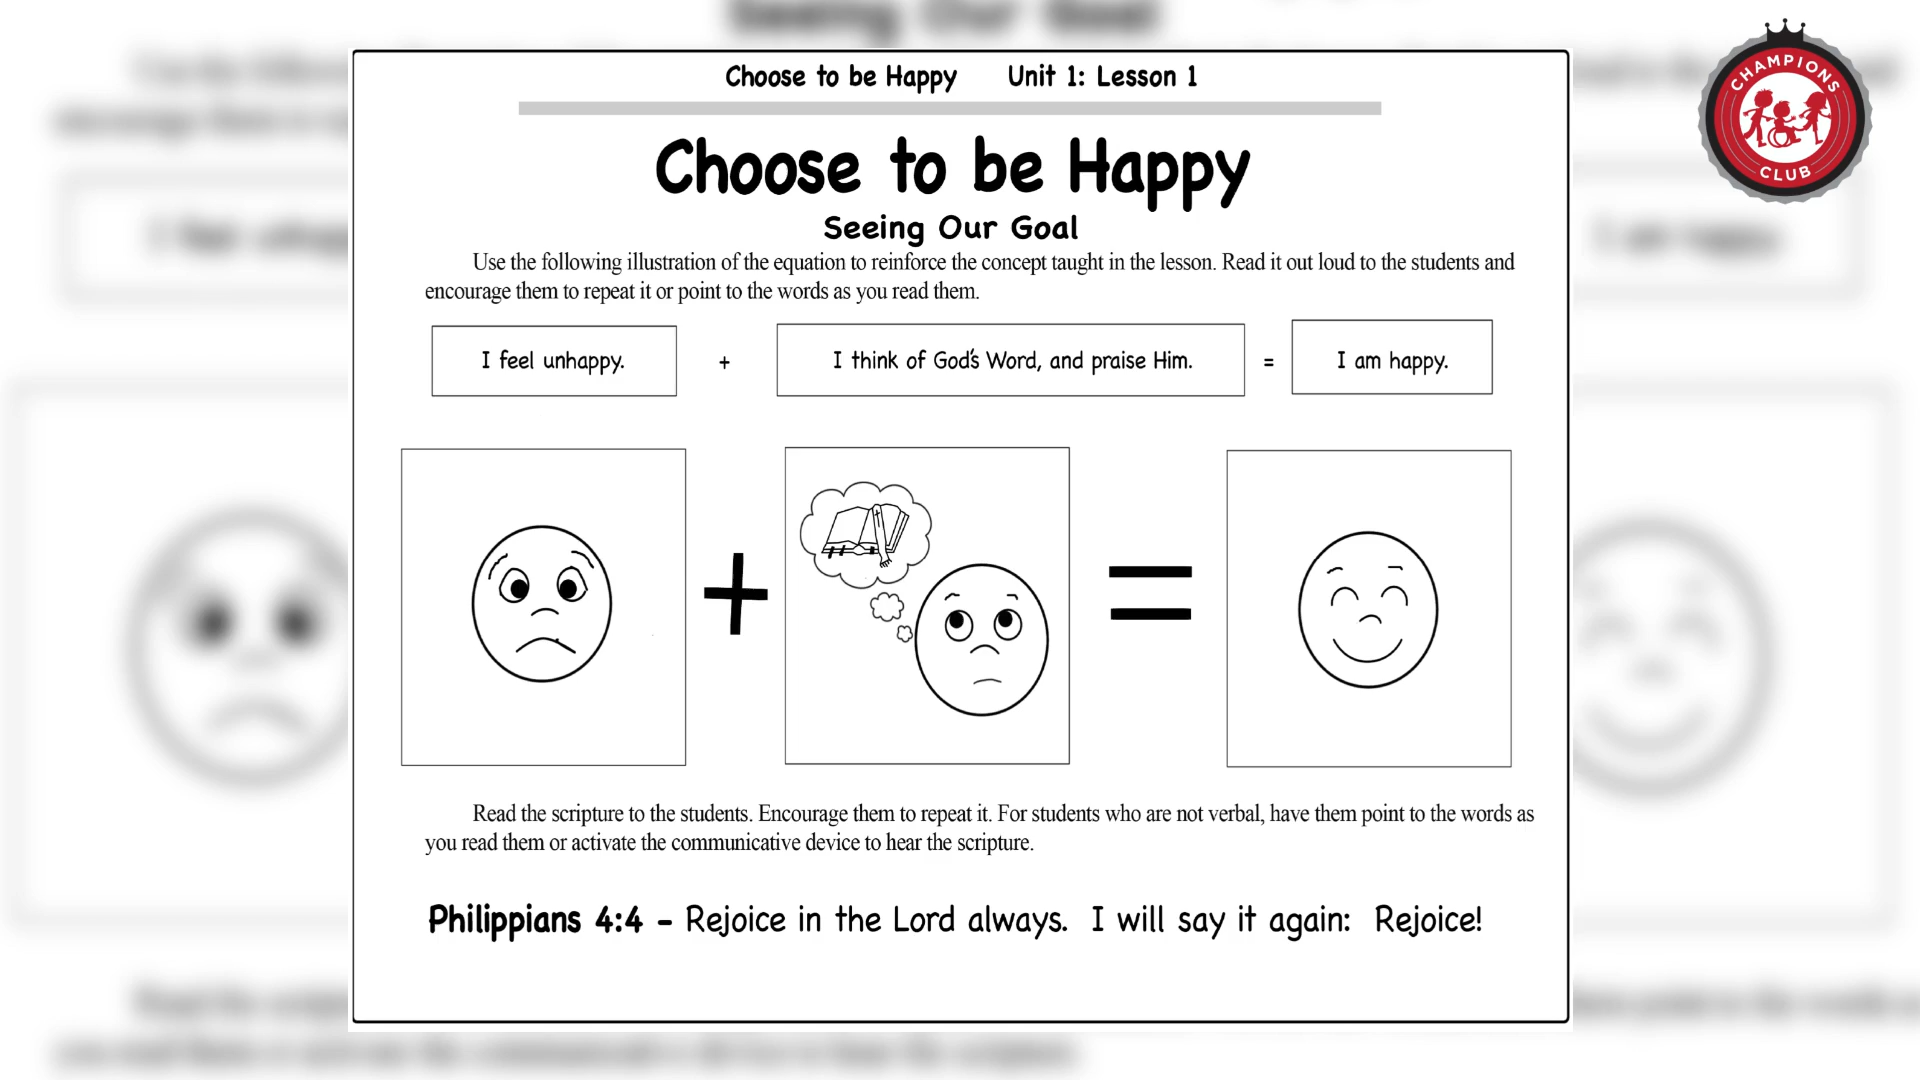 Choose to be Happy Unit 1: Lesson 1
Choose to be Happy
Seeing Our Goal
Use the following illustration of the equation to reinforce the concept taught in the lesson. Read it out loud to the students and
encourage them to repeat it or point to the words as you read them.
I feel unhappy. + I think of God's Word, and praise Him. = I am happy.
+ =
Read the scripture to the students. Encourage them to repeat it. For students who are not verbal, have them point to the words as
you read them or activate the communicative device to hear the scripture.
Philippians 4:4 - Rejoice in the Lord always. I will say it again: Rejoice!
CHAMPIONS
CLUB